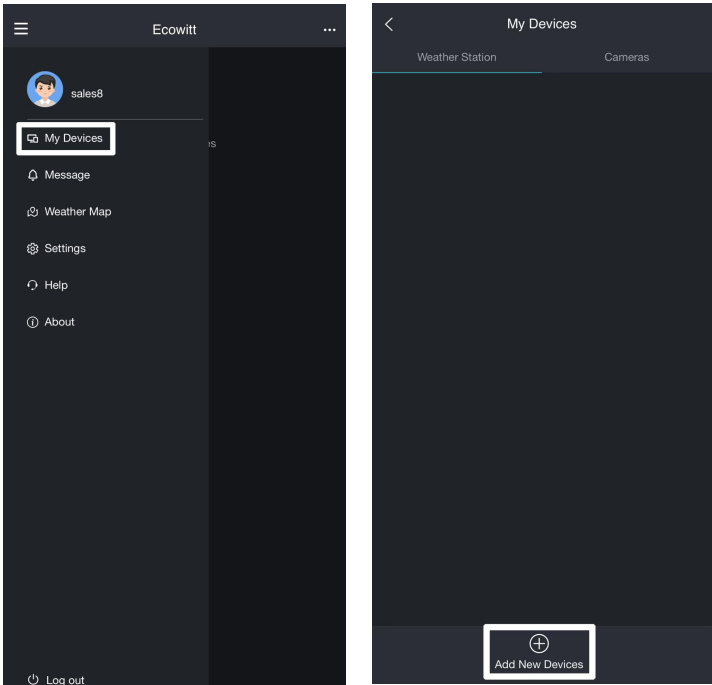 Ecowitt
sales8
My Devices
es
Message
Weather Map
Settings
Help
About
Log out
My Devices
Weather Station Cameras
Add New Devices